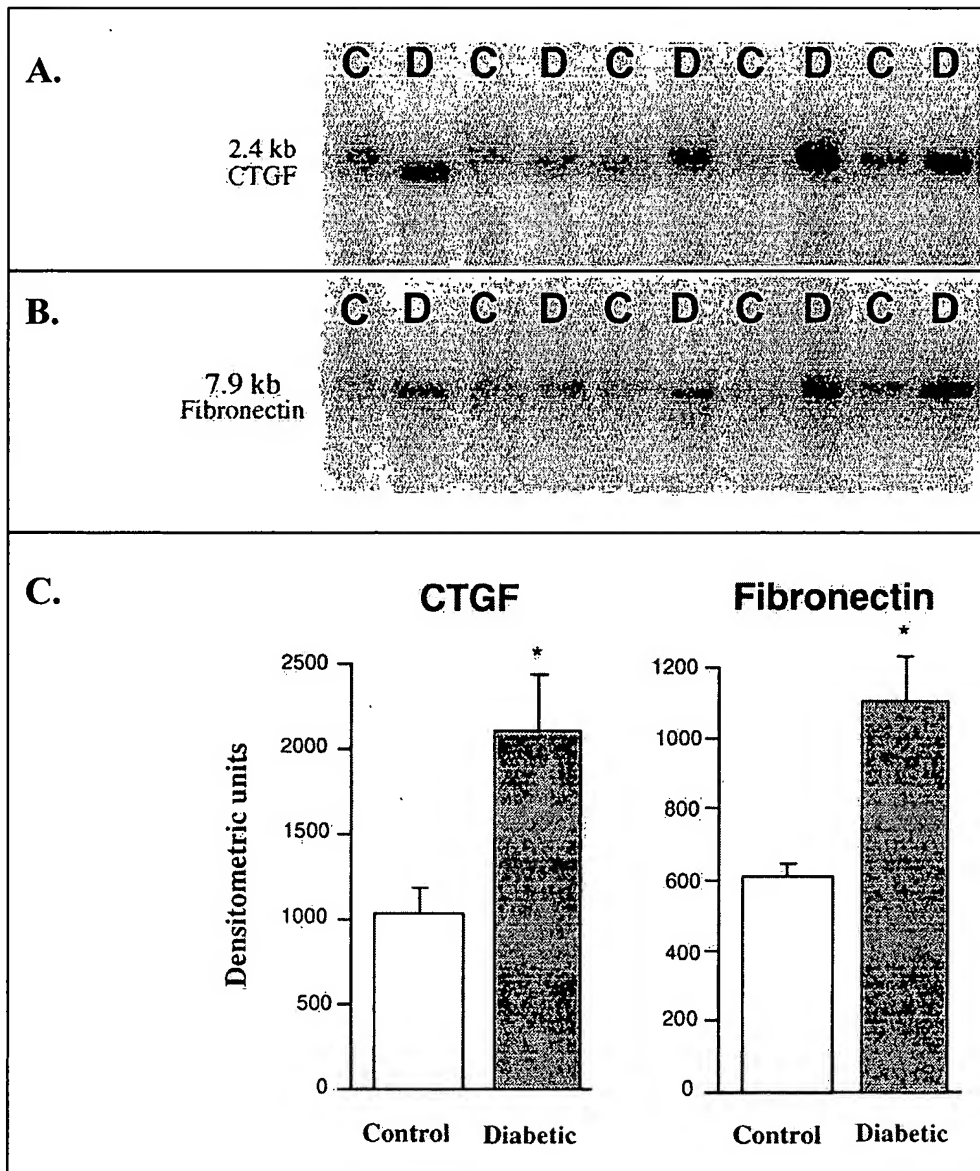 A.
C D C D C D C D C D
2.4 kb
CTGF
B.
C D C D C D C D C D
7.9 kb
Fibronectin
C.
CTGF
Fibronectin
Densitometric units
2500
2000
1500
1000
500
0
*
Control Diabetic
1200
1000
800
600
400
200
0
*
Control Diabetic